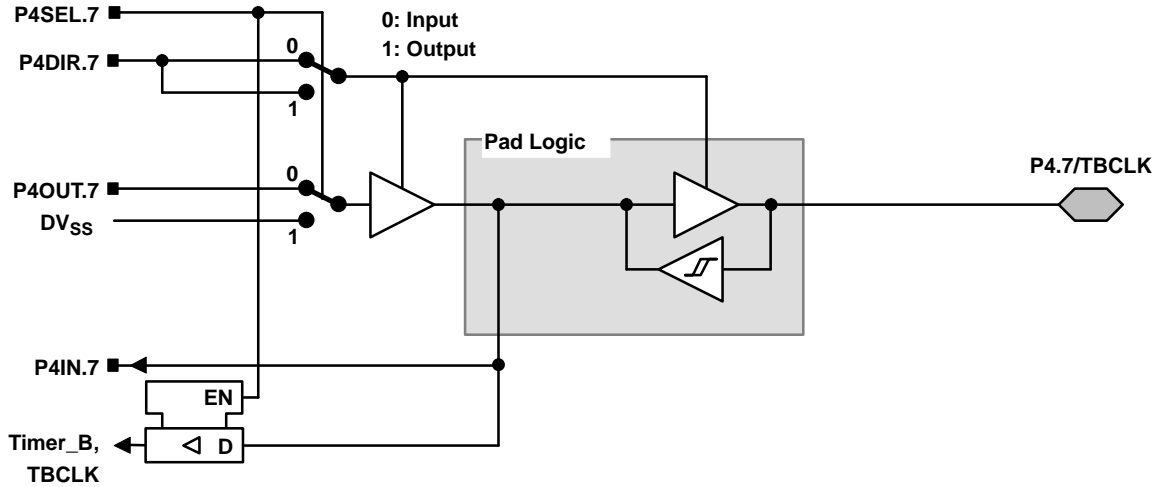 P4SEL.7
0: Input
1: Output
P4DIR.7
0
1
Pad Logic
P4.7/TBCLK
P4OUT.7
0
DVSS
1
P4IN.7
EN
Timer_B,
TBCLK
D